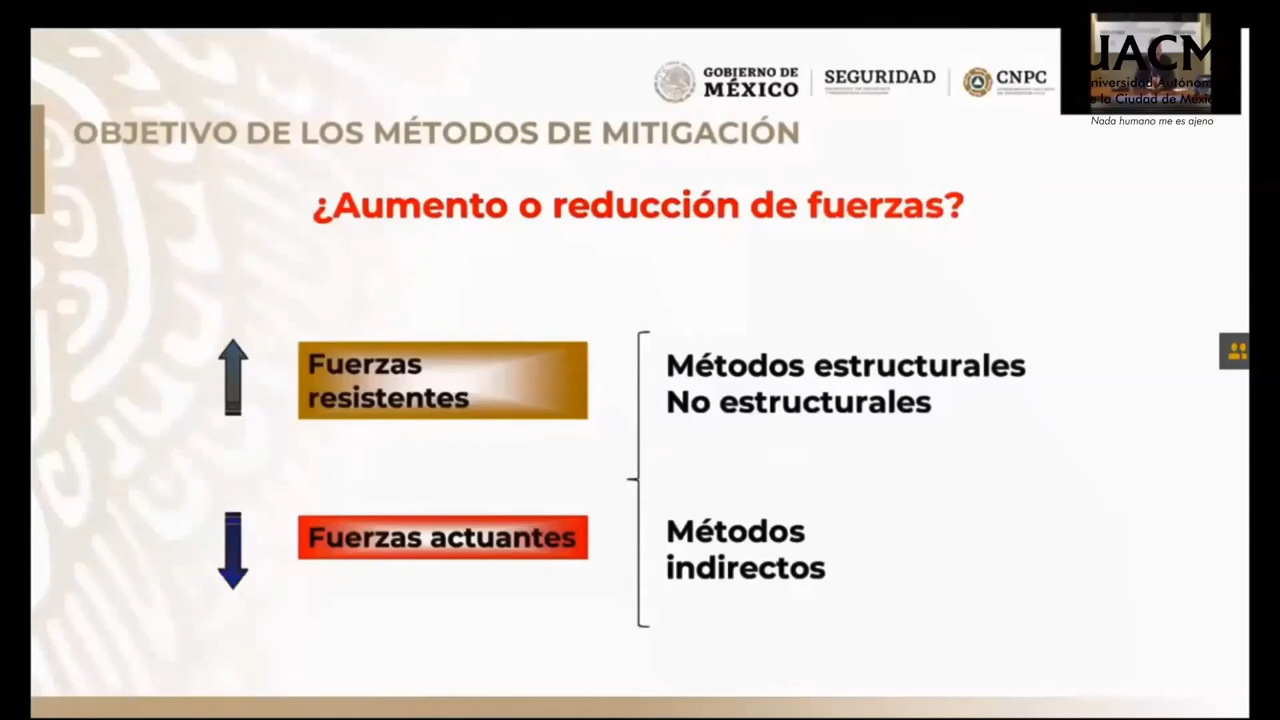 GOBIERNO DE
MÉXICO
SEGURIDAD
CNPC
UACM
Universidad Autónoma
de la Ciudad de México
Nada humano me es ajeno
OBJETIVO DE LOS MÉTODOS DE MITIGACIÓN
¿Aumento o reducción de fuerzas?
Fuerzas
resistentes
Métodos estructurales
No estructurales
Fuerzas actuantes
Métodos
indirectos